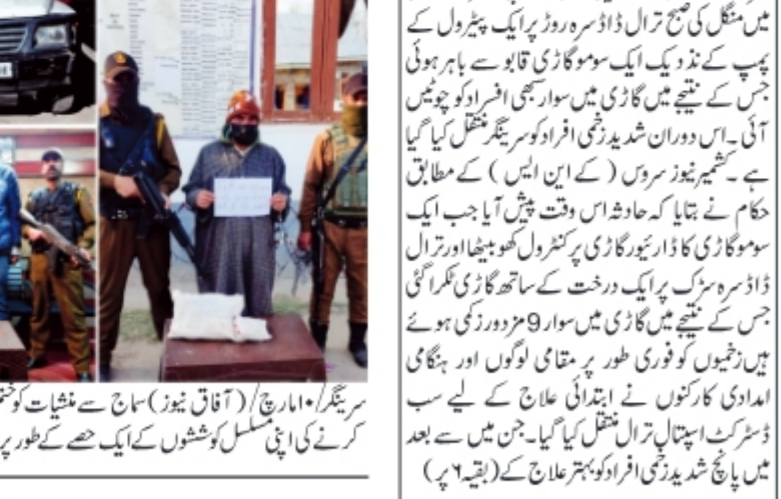 میں منگل کی صبح ترال ڈاڈسرہ روڑ پر ایک پیٹرول کے
پمپ کے نذدیک ایک سوموگاڑی قابو سے باہر ہوئی
جس کے نتیجے میں گاڑی میں سوار سبھی افسراد کو چوٹیں
آئی ۔اس دوران شدید زخمی افراد کو سرینگر منتقل کیا گیا
ہے ۔کشمیر نیوز سروس ( کے این ایس ) کے مطابق
حکام نے بتایا کہ حادثہ اس وقت پیش آیا جب ایک
سوموگاڑی کا ڈارئیور گاڑی پر کنٹرول کھو بیٹھا اور ترال
ڈاڈسرہ سڑک پر ایک درخت کے ساتھ گاڑی ٹکرا گئی
جس کے نتیجے میں گاڑی میں سوار 9 مزدور زکمی ہوئے
ہیں زخمیوں کو فوری طور پر مقامی لوگوں اور ہنگامی
امدادی کارکنوں نے ابتدائی علاج کے لیے سب
ڈسٹرکٹ اسپتال ترال منتقل کیا گیا۔جن میں سے بعد
میں پانچ شدید زخمی افراد کو بہتر علاج کے (بقیہ ۶ پر)
سرینگر/۱۰مارچ/( آفاق نیوز) سماج سے منشیات کو
کرنے کی اپنی مسلسل کوششوں کے ایک حصے کے طور پر